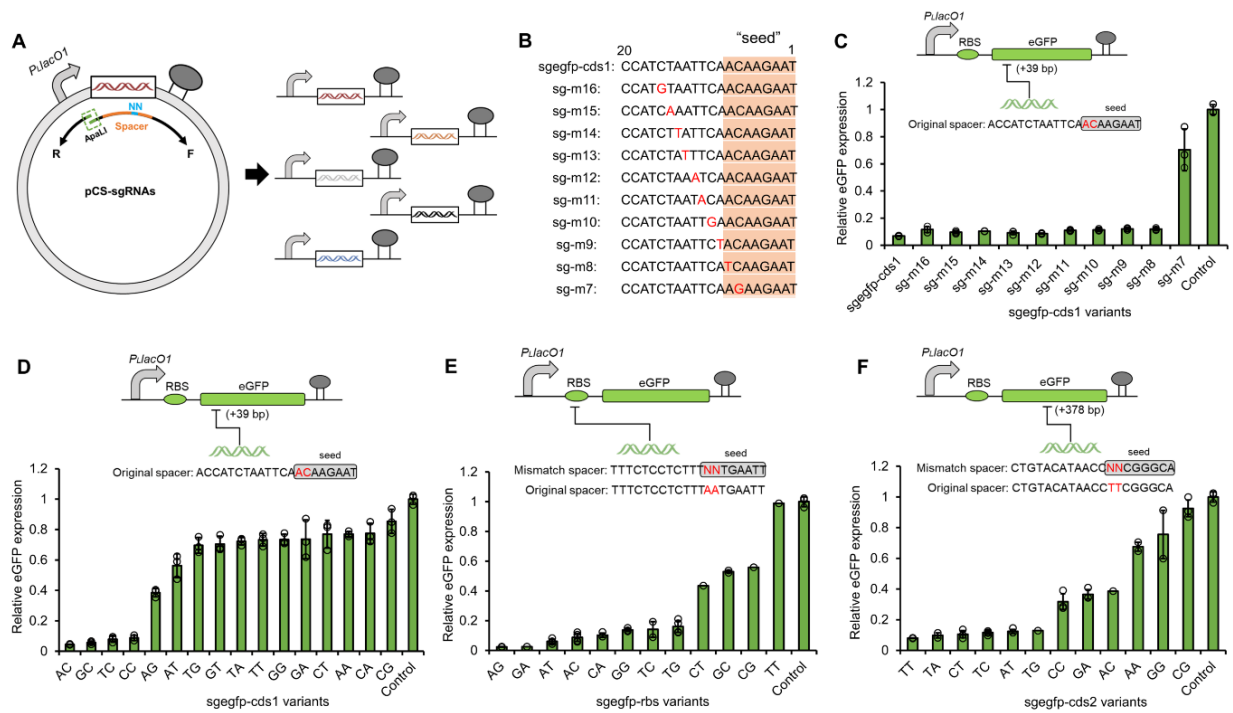 A
PLlacO1
NN
Spacer
ApaLI
R
F
pCS-sgRNAs
B
"seed"
20 1
sgegfp-cds1: CCATCTAATTCAACAAGAAT
sg-m16: CCATGTAATTCAACAAGAAT
sg-m15: CCATCAAATTCAACAAGAAT
sg-m14: CCATCTTATTCAACAAGAAT
sg-m13: CCATCTATTTCAACAAGAAT
sg-m12: CCATCTAAATCAACAAGAAT
sg-m11: CCATCTAATACAACAAGAAT
sg-m10: CCATCTAATTGAACAAGAAT
sg-m9: CCATCTAATTCTACAAGAAT
sg-m8: CCATCTAATTCATCAAGAAT
sg-m7: CCATCTAATTCAAGAAGAAT
C
PLlacO1
RBS
eGFP
(+39 bp)
seed
Original spacer: ACCATCTAATTCAACAAGAAT
Relative eGFP expression
1.2
1
0.8
0.6
0.4
0.2
0
sgegfp-cds1
sg-m16
sg-m15
sg-m14
sg-m13
sg-m12
sg-m11
sg-m10
sg-m9
sg-m8
sg-m7
Control
sgegfp-cds1 variants
D
PLlacO1
RBS
eGFP
(+39 bp)
seed
Original spacer: ACCATCTAATTCAACAAGAAT
Relative eGFP expression
1.2
1
0.8
0.6
0.4
0.2
0
AC
GC
TC
CC
AG
AT
TG
GT
TA
TT
GG
GA
CT
AA
CA
CG
Control
sgegfp-cds1 variants
E
PLlacO1
RBS
eGFP
seed
Mismatch spacer: TTTCTCCTCTTTNNTGAATT
Original spacer: TTTCTCCTCTTTAATGAATT
Relative eGFP expression
1.2
1
0.8
0.6
0.4
0.2
0
AG
GA
AT
AC
CA
GG
TC
TG
CT
GC
CG
TT
Control
sgegfp-rbs variants
F
PLlacO1
RBS
eGFP
(+378 bp)
seed
Mismatch spacer: CTGTACATAACCNNCGGGCA
Original spacer: CTGTACATAACCTTCGGGCA
Relative eGFP expression
1.2
1
0.8
0.6
0.4
0.2
0
TT
TA
CT
TC
AT
TG
CC
GA
AC
AA
GG
CG
Control
sgegfp-cds2 variants